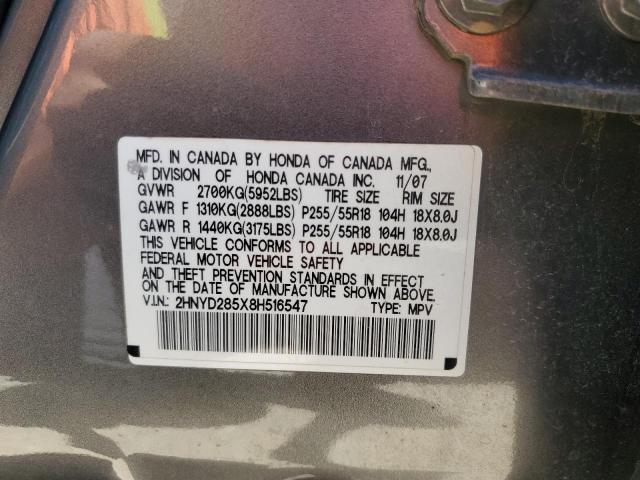 MFD. IN CANADA BY HONDA OF CANADA MFG.,
A DIVISION OF HONDA CANADA INC. 11/07
GVWR 2700KG(5952LBS) TIRE SIZE RIM SIZE
GAWR F 1310KG(2888LBS) P255/55R18 104H 18X8.0J
GAWR R 1440KG(3175LBS) P255/55R18 104H 18X8.0J
THIS VEHICLE CONFORMS TO ALL APPLICABLE
FEDERAL MOTOR VEHICLE SAFETY
AND THEFT PREVENTION STANDARDS IN EFFECT
ON THE DATE OF MANUFACTURE SHOWN ABOVE.
V.I.N.: 2HNYD285X8H516547 TYPE: MPV